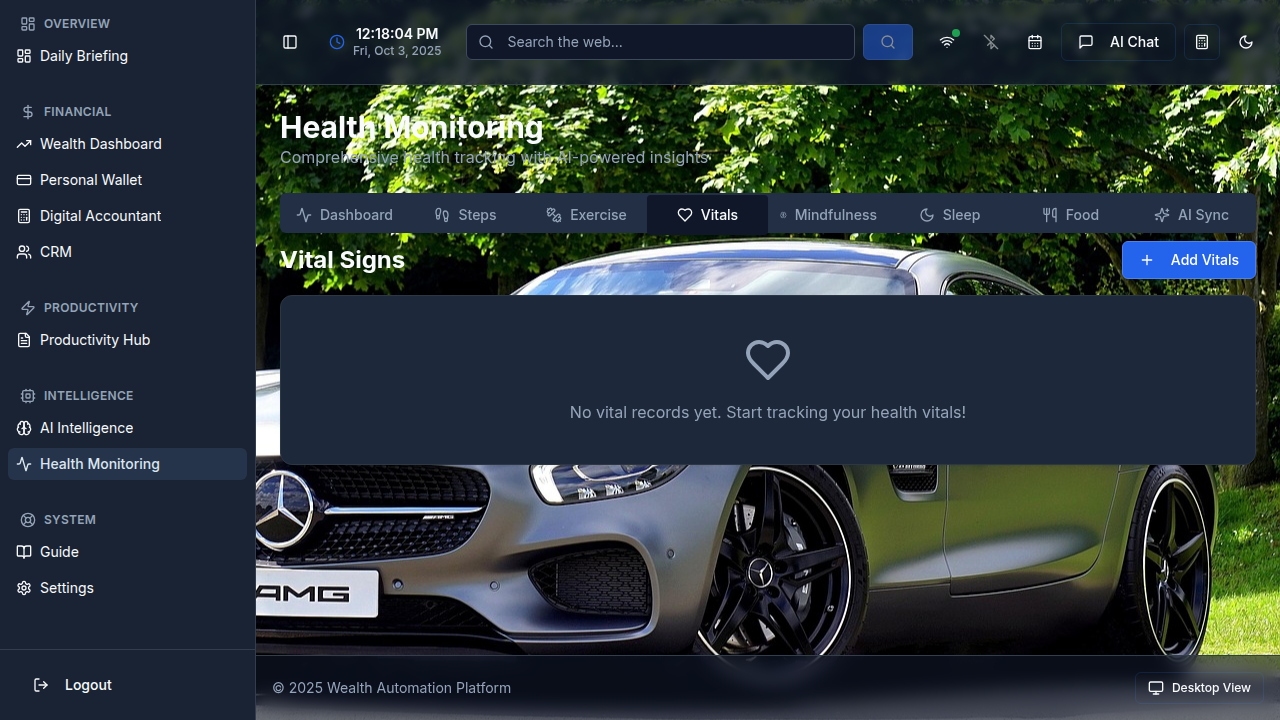 OVERVIEW
Daily Briefing
FINANCIAL
Wealth Dashboard
Personal Wallet
Digital Accountant
CRM
PRODUCTIVITY
Productivity Hub
INTELLIGENCE
AI Intelligence
Health Monitoring
SYSTEM
Guide
Settings
Logout
12:18:04 PM
Fri, Oct 3, 2025
Search the web...
AI Chat
Health Monitoring
Comprehensive health tracking with AI-powered insights
Dashboard Steps Exercise Vitals Mindfulness Sleep Food AI Sync
Vital Signs
Add Vitals
No vital records yet. Start tracking your health vitals!
AMG
AMG
© 2025 Wealth Automation Platform
Desktop View